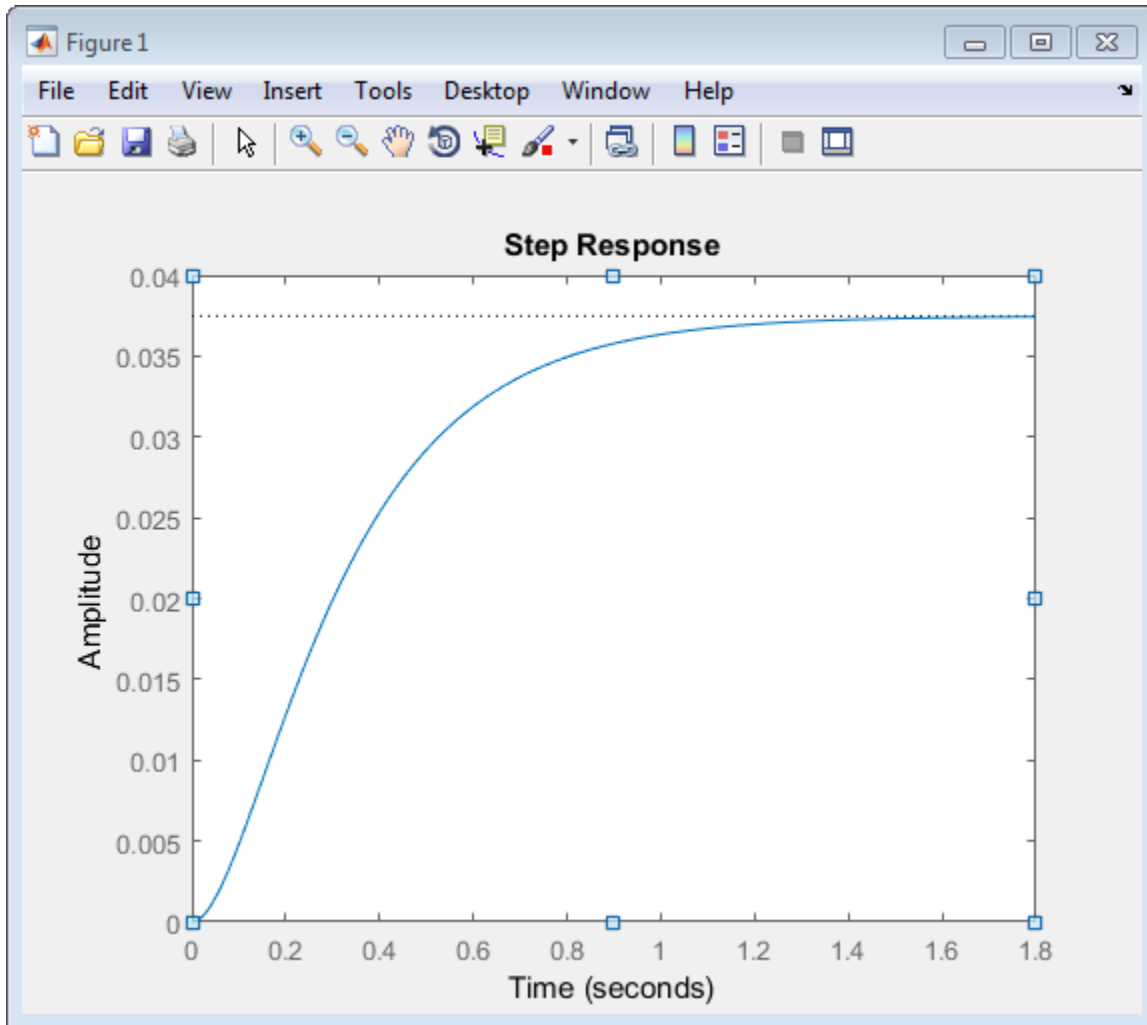 Figure 1
File Edit View Insert Tools Desktop Window Help
Step Response
0.04
0.035
0.03
0.025
0.02
0.015
0.01
0.005
0
Amplitude
0 0.2 0.4 0.6 0.8 1 1.2 1.4 1.6 1.8
Time (seconds)